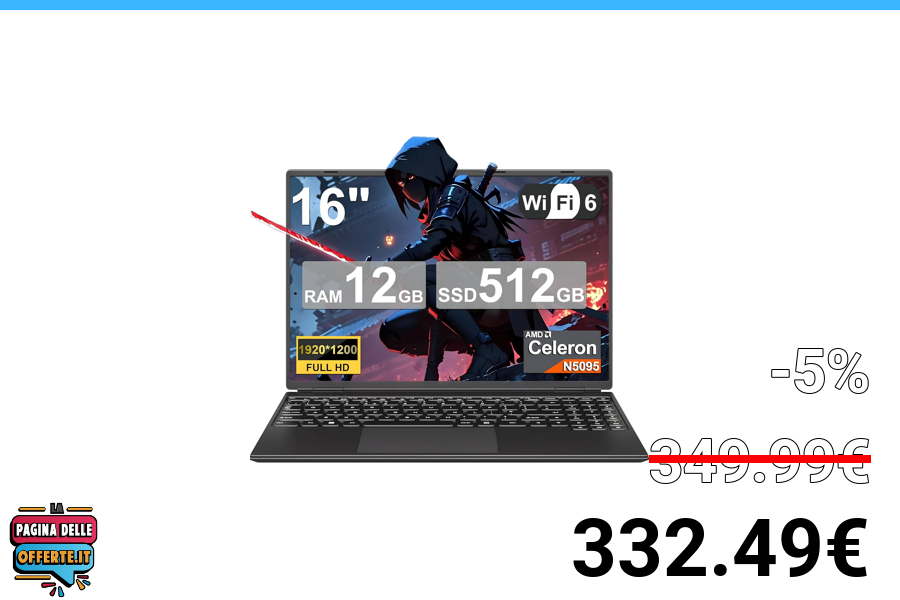 16"
Wi Fi 6
RAM 12 GB
SSD 512 GB
1920*1200
FULL HD
AMD
Celeron
N5095
-5%
349.99€
332.49€
LA
PAGINA DELLE
OFFERTE.IT